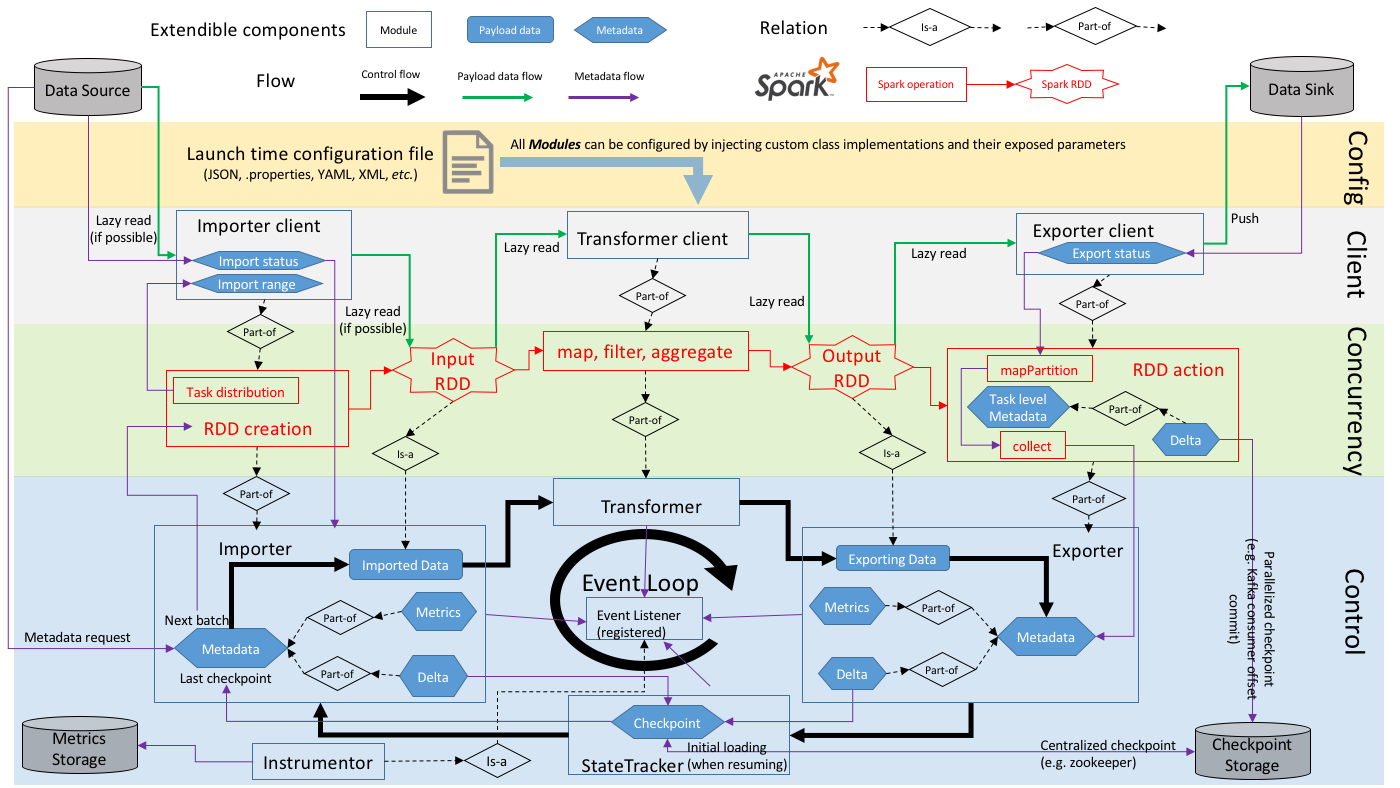 Extendible components
Module
Payload data
Metadata
Relation
Is-a
Part-of
Flow
Control flow
Payload data flow
Metadata flow
APACHE
Spark
Spark operation
Spark RDD
Data Source
Data Sink
Launch time configuration file
(JSON, .properties, YAML, XML, etc.)
All Modules can be configured by injecting custom class implementations and their exposed parameters
Config
Lazy read
(if possible)
Importer client
Import status
Import range
Lazy read
Transformer client
Lazy read
Lazy read
Exporter client
Export status
Push
Client
Part-of
Lazy read
(if possible)
Part-of
Part-of
Task distribution
RDD creation
Input
RDD
map, filter, aggregate
Output
RDD
mapPartition
RDD action
Task level
Metadata
Part-of
Delta
collect
Concurrency
Is-a
Part-of
Is-a
Part-of
Part-of
Importer
Imported Data
Transformer
Exporting Data
Exporter
Event Loop
Event Listener
(registered)
Next batch
Metadata
Last checkpoint
Part-of
Metrics
Part-of
Delta
Metrics
Part-of
Metadata
Delta
Part-of
Metadata request
Parallelized checkpoint
(e.g. Kafka consumer offset
commit)
Control
Metrics
Storage
Instrumentor
Is-a
Checkpoint
StateTracker
Initial loading
(when resuming)
Centralized checkpoint
(e.g. zookeeper)
Checkpoint
Storage